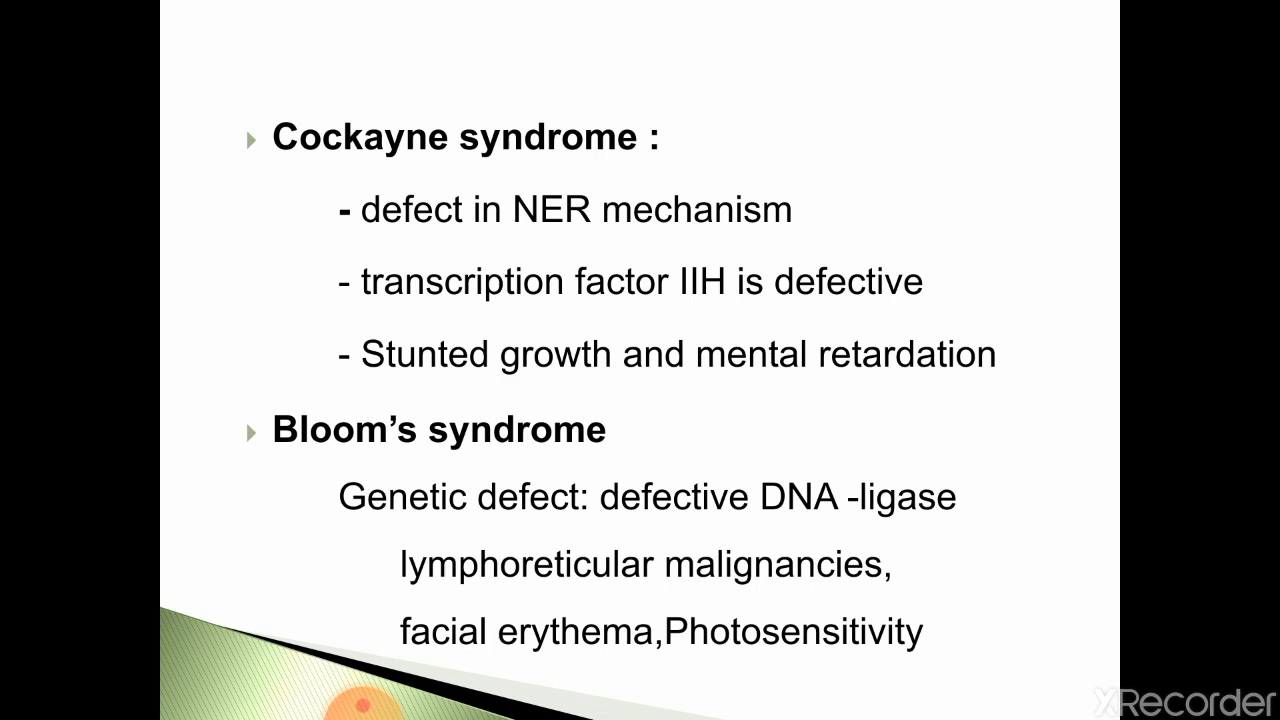 Cockayne syndrome :
- defect in NER mechanism
- transcription factor IIH is defective
- Stunted growth and mental retardation
Bloom’s syndrome
Genetic defect: defective DNA -ligase
lymphoreticular malignancies,
facial erythema,Photosensitivity
XRecorder